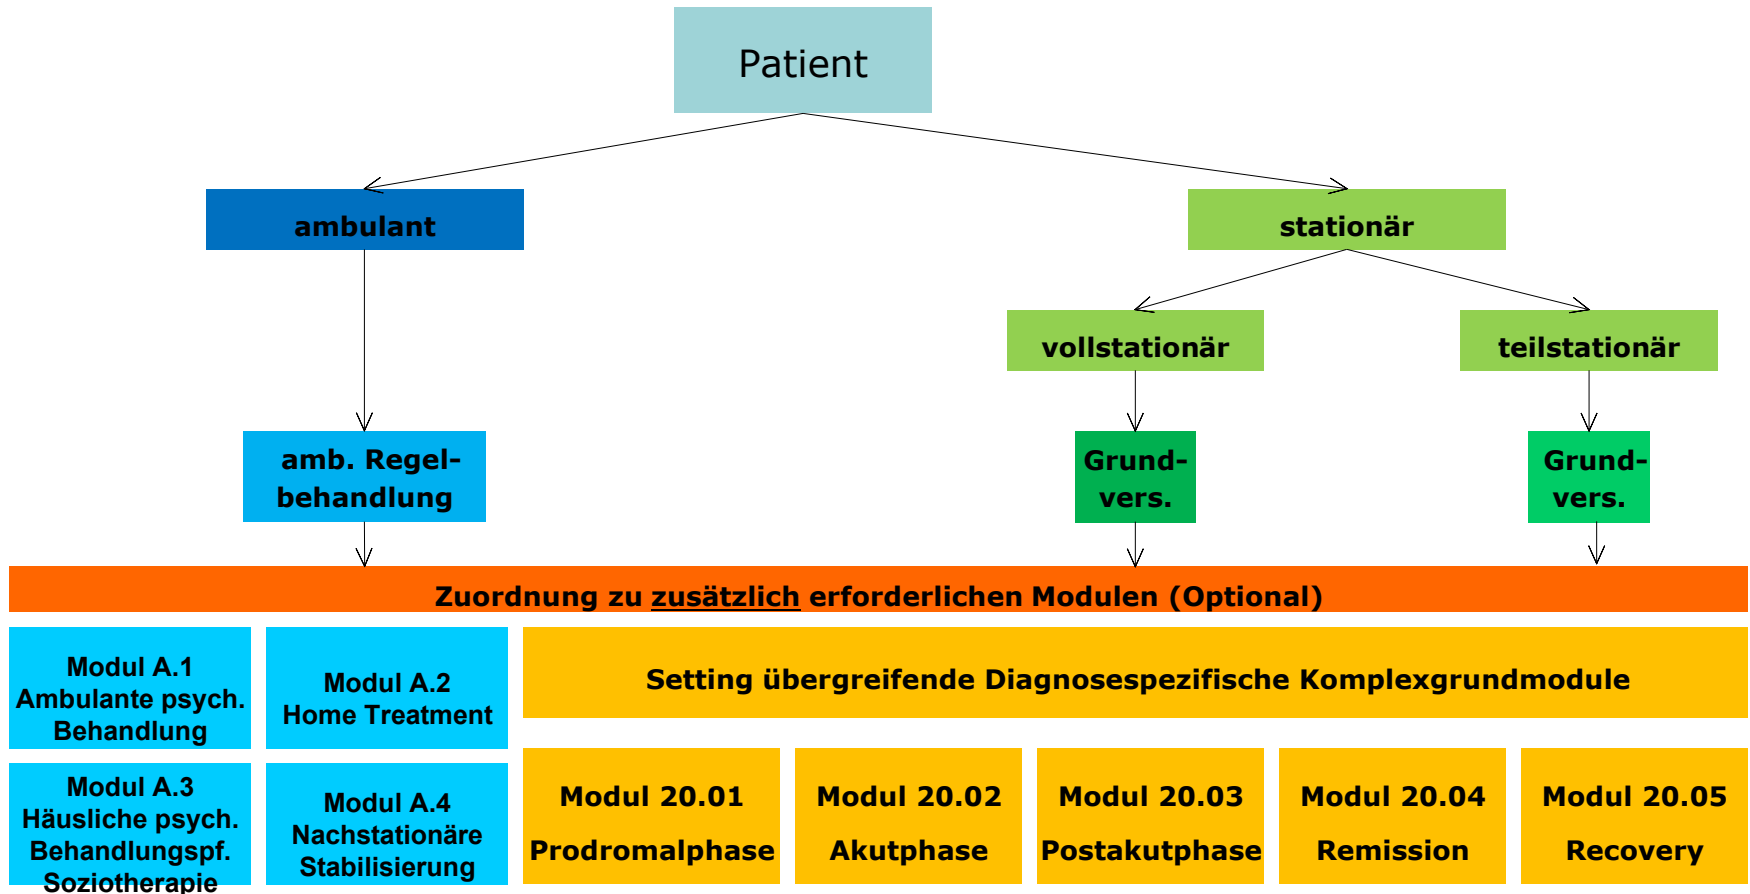 Patient
ambulant
stationär
vollstationär
teilstationär
amb. Regel-
behandlung
Grund-
vers.
Grund-
vers.
Zuordnung zu zusätzlich erforderlichen Modulen (Optional)
Modul A.1
Ambulante psych.
Behandlung
Modul A.2
Home Treatment
Setting übergreifende Diagnosespezifische Komplexgrundmodule
Modul A.3
Häusliche psych.
Behandlungspf.
Soziotherapie
Modul A.4
Nachstationäre
Stabilisierung
Modul 20.01
Prodromalphase
Modul 20.02
Akutphase
Modul 20.03
Postakutphase
Modul 20.04
Remission
Modul 20.05
Recovery